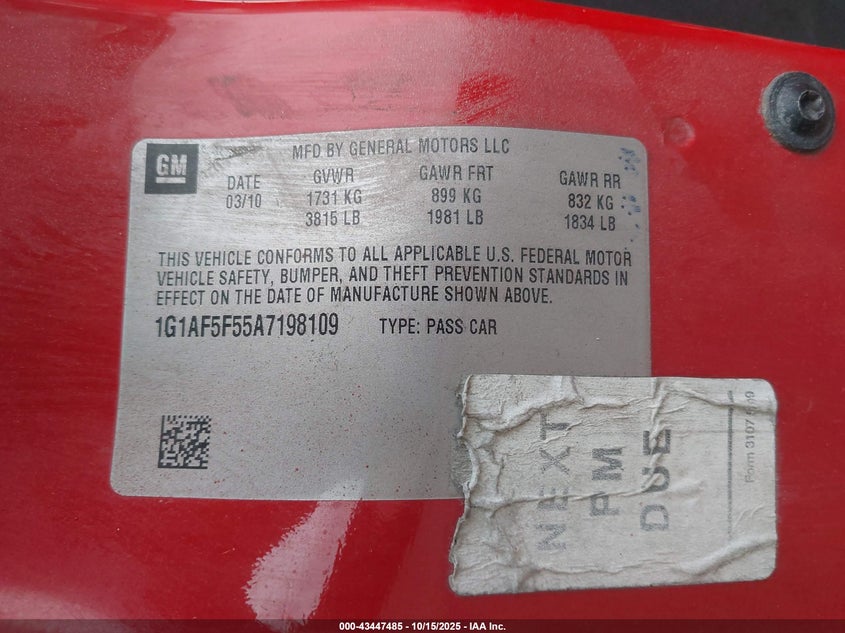 GM
MFD BY GENERAL MOTORS LLC
DATE GVWR GAWR FRT GAWR RR
03/10 1731 KG 899 KG 832 KG
3815 LB 1981 LB 1834 LB
THIS VEHICLE CONFORMS TO ALL APPLICABLE U.S. FEDERAL MOTOR
VEHICLE SAFETY, BUMPER, AND THEFT PREVENTION STANDARDS IN
EFFECT ON THE DATE OF MANUFACTURE SHOWN ABOVE.
1G1AF5F55A7198109 TYPE: PASS CAR
NEXT
PM
DUE
Form 3107
000-43447485 - 10/15/2025 - IAA Inc.